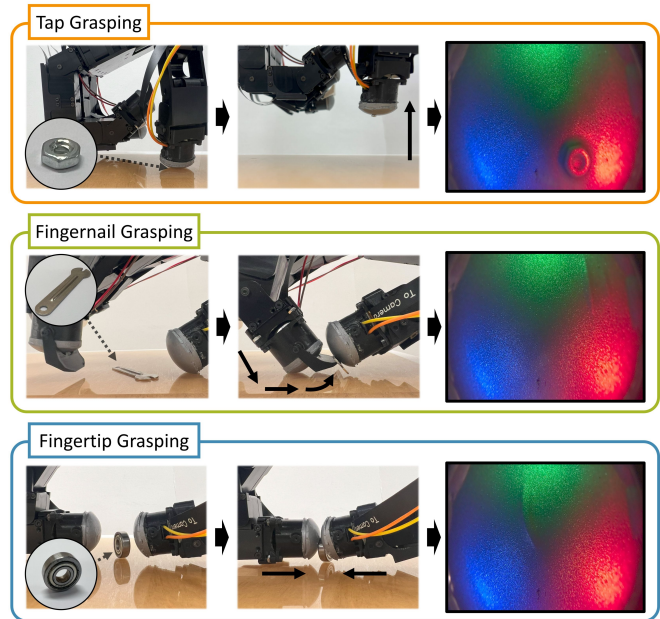 Tap Grasping
Fingernail Grasping
To Camera
Fingertip Grasping
To Camera